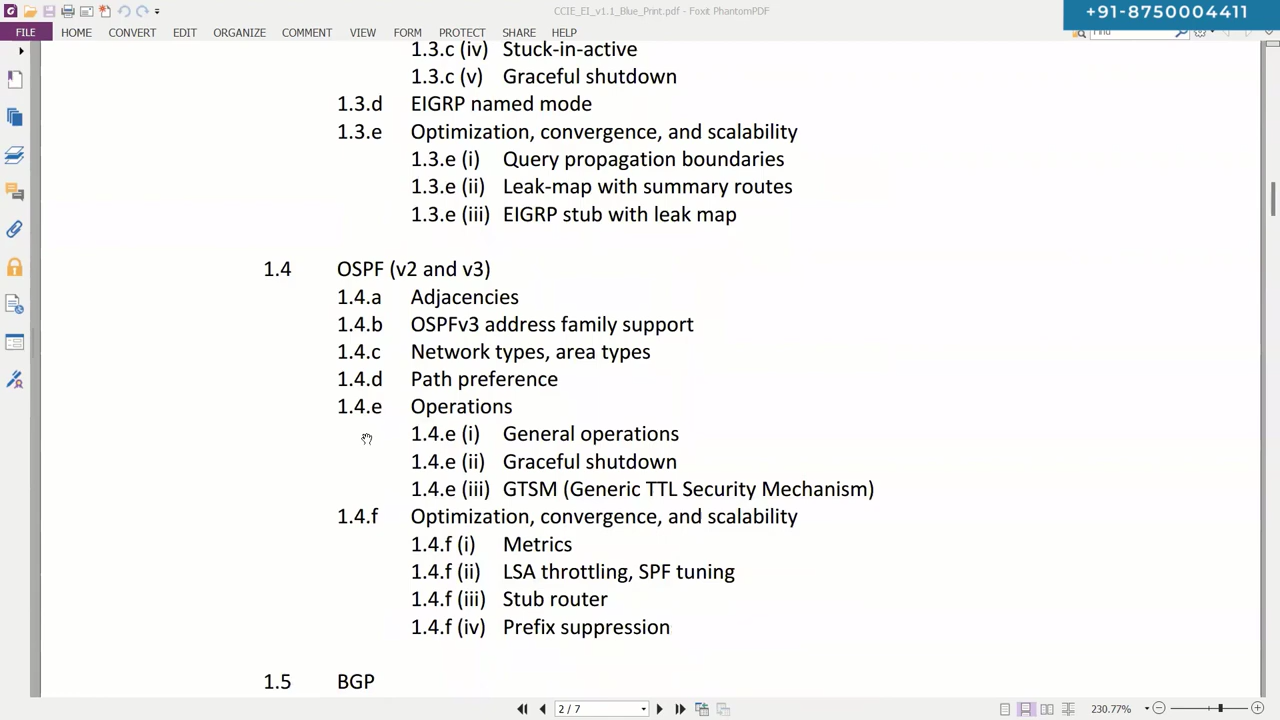 CCIE_EI_v1.1_Blue_Print.pdf - Foxit PhantomPDF
+91-8750004411
FILE HOME CONVERT EDIT ORGANIZE COMMENT VIEW FORM PROTECT SHARE HELP
Find
1.3.c (iv) Stuck-in-active
1.3.c (v) Graceful shutdown
1.3.d EIGRP named mode
1.3.e Optimization, convergence, and scalability
1.3.e (i) Query propagation boundaries
1.3.e (ii) Leak-map with summary routes
1.3.e (iii) EIGRP stub with leak map
1.4 OSPF (v2 and v3)
1.4.a Adjacencies
1.4.b OSPFv3 address family support
1.4.c Network types, area types
1.4.d Path preference
1.4.e Operations
1.4.e (i) General operations
1.4.e (ii) Graceful shutdown
1.4.e (iii) GTSM (Generic TTL Security Mechanism)
1.4.f Optimization, convergence, and scalability
1.4.f (i) Metrics
1.4.f (ii) LSA throttling, SPF tuning
1.4.f (iii) Stub router
1.4.f (iv) Prefix suppression
1.5 BGP
2 / 7
230.77%